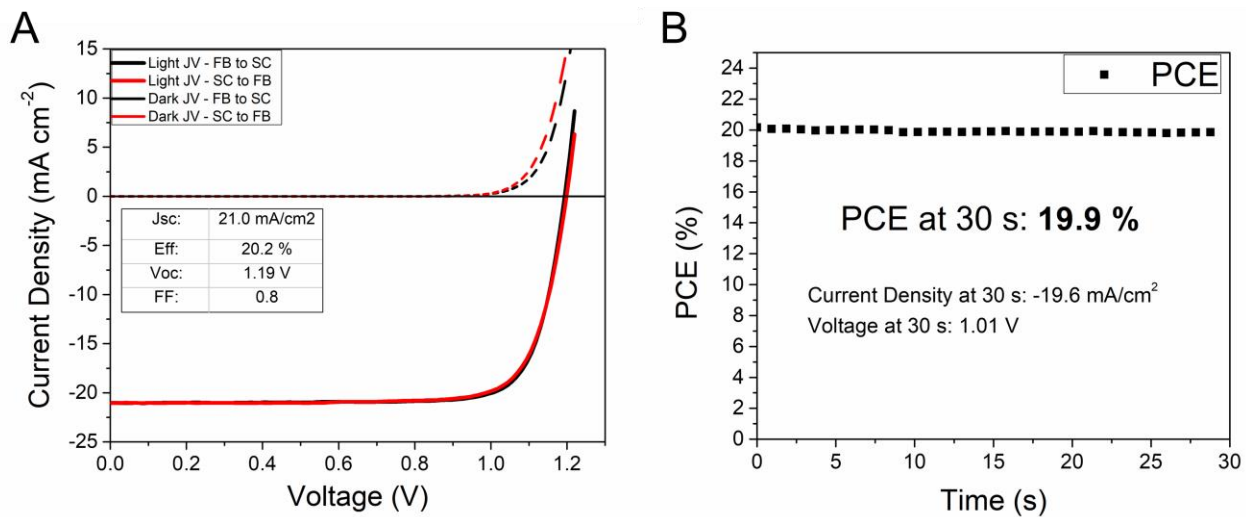 A
Light JV - FB to SC
Light JV - SC to FB
Dark JV - FB to SC
Dark JV - SC to FB
15
10
5
0
-5
-10
-15
-20
-25
Current Density (mA cm⁻²)
Jsc: 21.0 mA/cm2
Eff: 20.2 %
Voc: 1.19 V
FF: 0.8
0.0 0.2 0.4 0.6 0.8 1.0 1.2
Voltage (V)
B
PCE
24
22
20
18
16
14
12
10
8
6
4
2
0
PCE (%)
PCE at 30 s: 19.9 %
Current Density at 30 s: -19.6 mA/cm²
Voltage at 30 s: 1.01 V
0 5 10 15 20 25 30
Time (s)